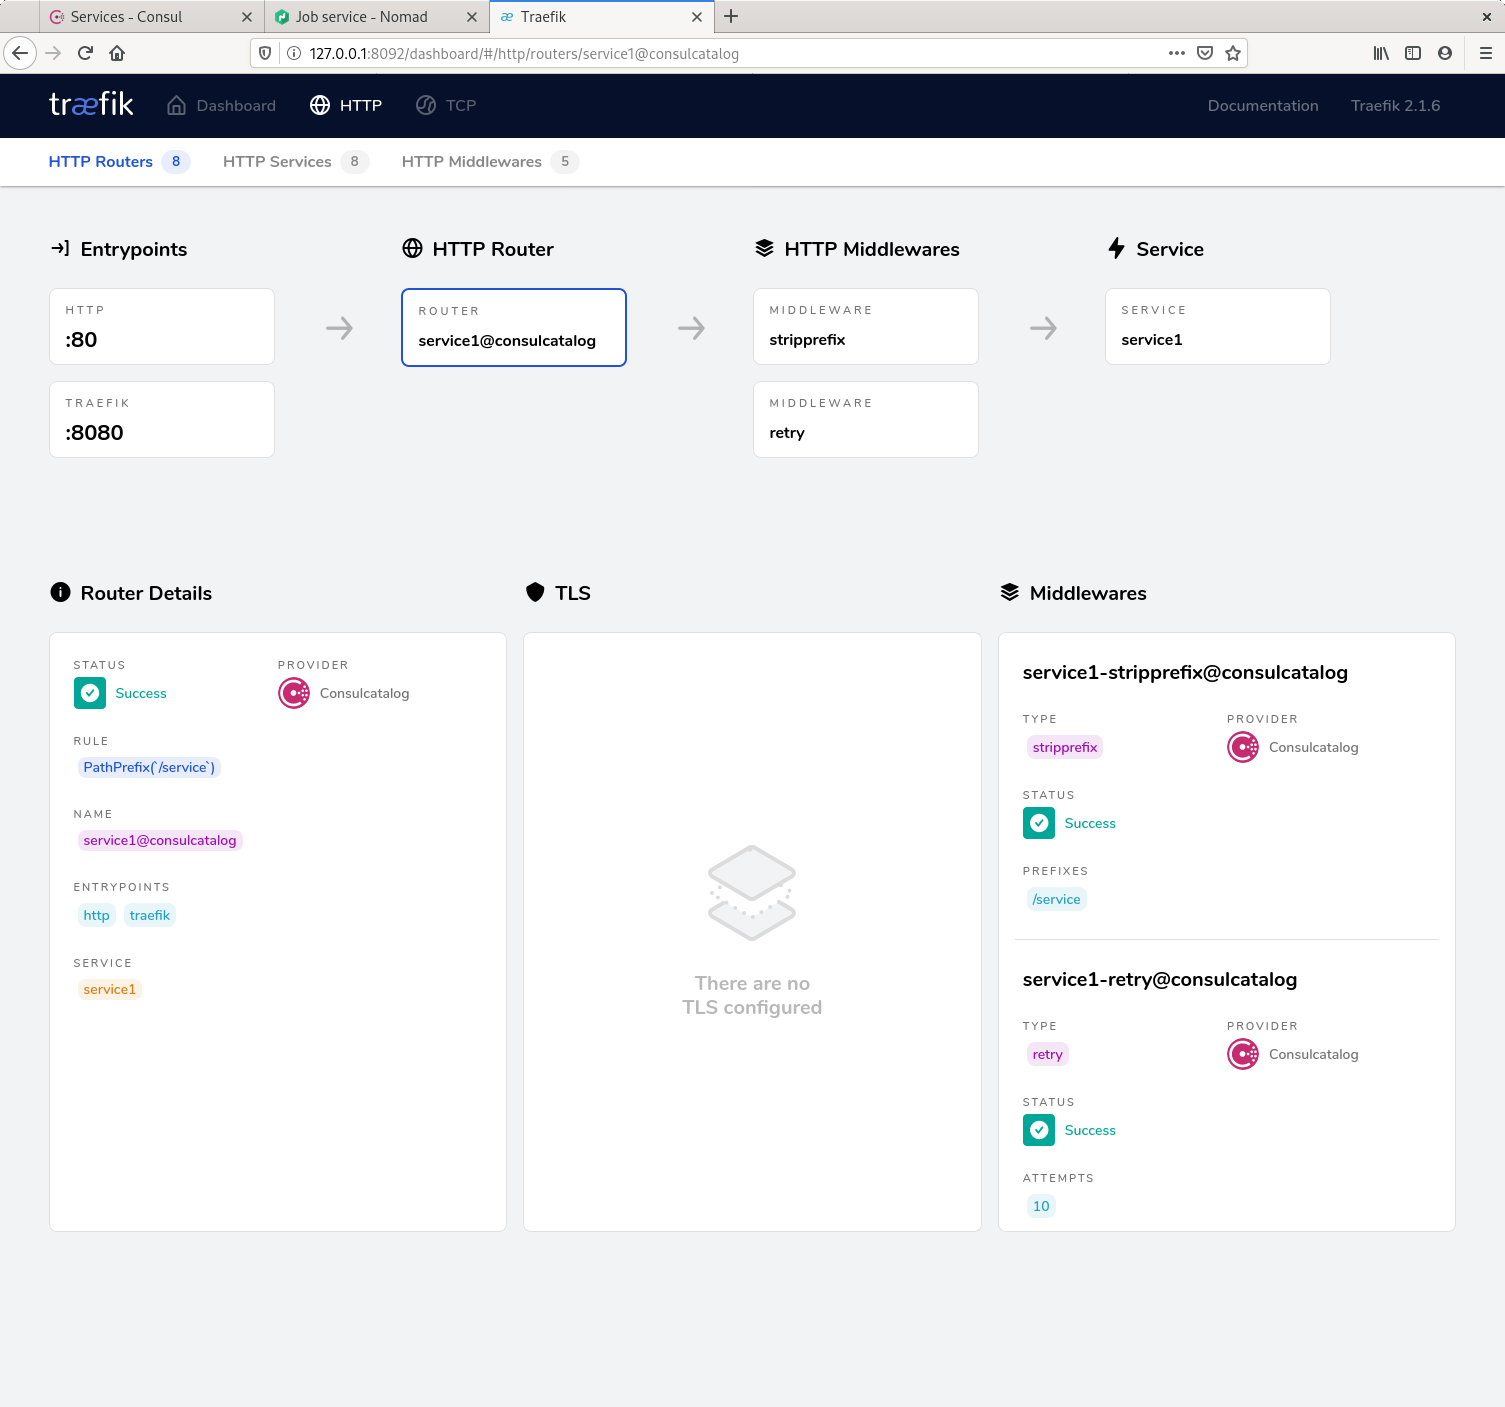 Services - Consul
Job service - Nomad
Traefik
127.0.0.1:8092/dashboard/#/http/routers/service1@consulcatalog
træfik
Dashboard
HTTP
TCP
Documentation
Traefik 2.1.6
HTTP Routers 8
HTTP Services 8
HTTP Middlewares 5
Entrypoints
HTTP
:80
TRAEFIK
:8080
HTTP Router
ROUTER
service1@consulcatalog
HTTP Middlewares
MIDDLEWARE
stripprefix
MIDDLEWARE
retry
Service
SERVICE
service1
Router Details
STATUS
Success
PROVIDER
Consulcatalog
RULE
PathPrefix(`/service`)
NAME
service1@consulcatalog
ENTRYPOINTS
http traefik
SERVICE
service1
TLS
There are no
TLS configured
Middlewares
service1-stripprefix@consulcatalog
TYPE
stripprefix
PROVIDER
Consulcatalog
STATUS
Success
PREFIXES
/service
service1-retry@consulcatalog
TYPE
retry
PROVIDER
Consulcatalog
STATUS
Success
ATTEMPTS
10